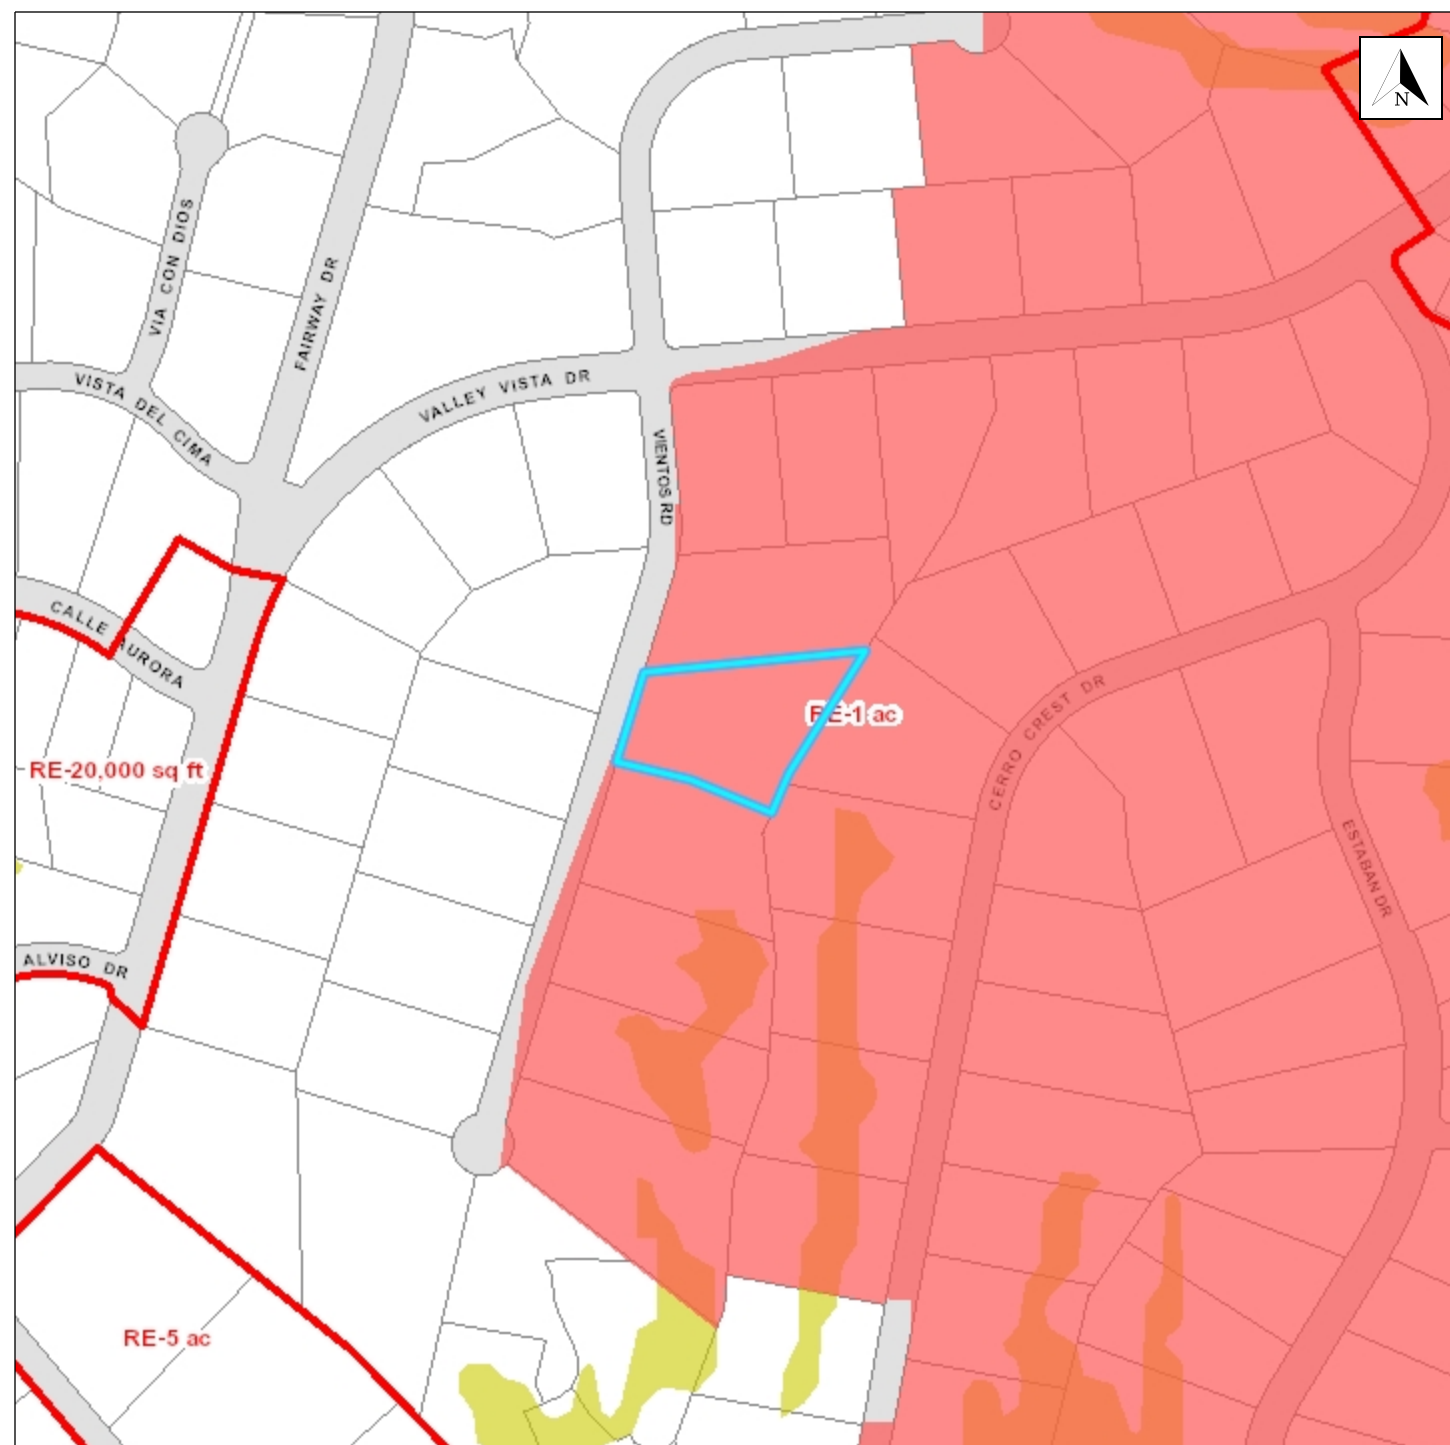 N
VIA CON DIOS
FAIRWAY DR
VISTA DEL CIMA
VALLEY VISTA DR
VIENTOS RD
CALLE AURORA
CERRO CREST DR
RE-1 ac
RE-20,000 sq ft
ESTABAN DR
ALVISO DR
RE-5 ac